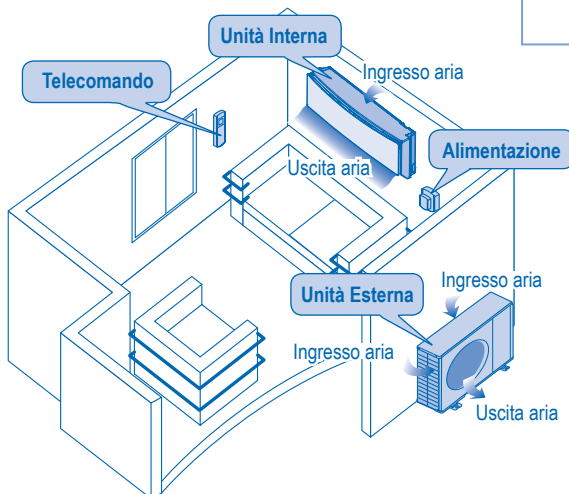 Unità Interna
Ingresso aria
Telecomando
Uscita aria
Alimentazione
Ingresso aria
Unità Esterna
Ingresso aria
Uscita aria